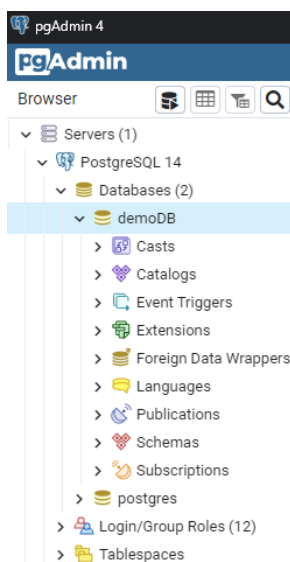 pgAdmin 4
pgAdmin
Browser
Servers (1)
PostgreSQL 14
Databases (2)
demoDB
Casts
Catalogs
Event Triggers
Extensions
Foreign Data Wrappers
Languages
Publications
Schemas
Subscriptions
postgres
Login/Group Roles (12)
Tablespaces